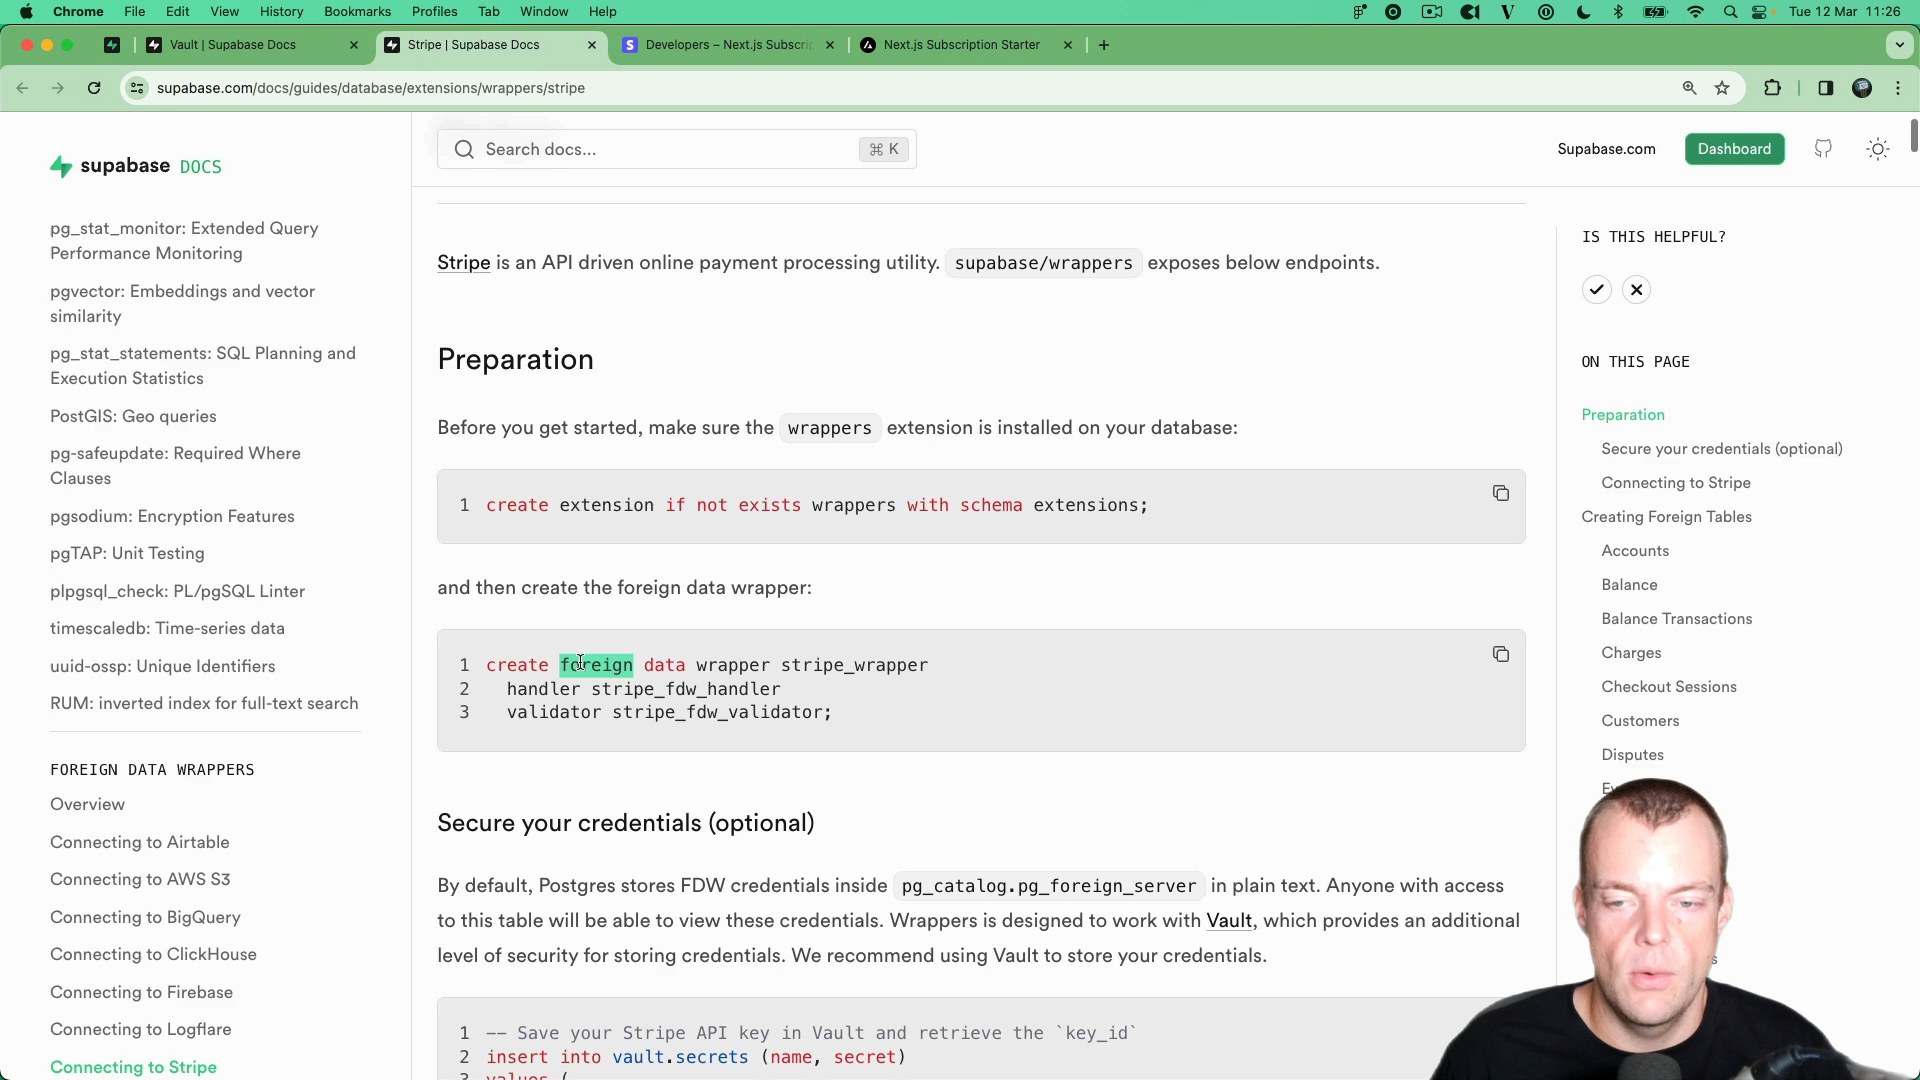 Chrome File Edit View History Bookmarks Profiles Tab Window Help Tue 12 Mar 11:26
Vault | Supabase Docs Stripe | Supabase Docs Developers – Next.js Subscri Next.js Subscription Starter
supabase.com/docs/guides/database/extensions/wrappers/stripe
supabase DOCS
Search docs... ⌘ K
Supabase.com Dashboard
pg_stat_monitor: Extended Query
Performance Monitoring
pgvector: Embeddings and vector
similarity
pg_stat_statements: SQL Planning and
Execution Statistics
PostGIS: Geo queries
pg-safeupdate: Required Where
Clauses
pgsodium: Encryption Features
pgTAP: Unit Testing
plpgsql_check: PL/pgSQL Linter
timescaledb: Time-series data
uuid-ossp: Unique Identifiers
RUM: inverted index for full-text search
FOREIGN DATA WRAPPERS
Overview
Connecting to Airtable
Connecting to AWS S3
Connecting to BigQuery
Connecting to ClickHouse
Connecting to Firebase
Connecting to Logflare
Connecting to Stripe
Stripe is an API driven online payment processing utility. supabase/wrappers exposes below endpoints.
Preparation
Before you get started, make sure the wrappers extension is installed on your database:
1 create extension if not exists wrappers with schema extensions;
and then create the foreign data wrapper:
1 create foreign data wrapper stripe_wrapper
2 handler stripe_fdw_handler
3 validator stripe_fdw_validator;
Secure your credentials (optional)
By default, Postgres stores FDW credentials inside pg_catalog.pg_foreign_server in plain text. Anyone with access
to this table will be able to view these credentials. Wrappers is designed to work with Vault, which provides an additional
level of security for storing credentials. We recommend using Vault to store your credentials.
1 -- Save your Stripe API key in Vault and retrieve the `key_id`
2 insert into vault.secrets (name, secret)
3 values (
IS THIS HELPFUL?
ON THIS PAGE
Preparation
Secure your credentials (optional)
Connecting to Stripe
Creating Foreign Tables
Accounts
Balance
Balance Transactions
Charges
Checkout Sessions
Customers
Disputes